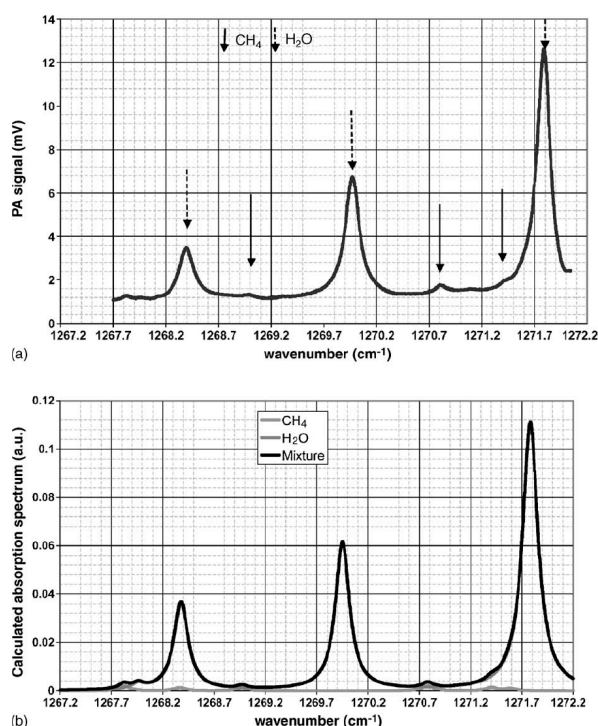 14
12
10
8
6
4
2
0
PA signal (mV)
CH₄ H₂O
1267.2 1267.7 1268.2 1268.7 1269.2 1269.7 1270.2 1270.7 1271.2 1271.7 1272.2
(a) wavenumber (cm⁻¹)
0.12
0.1
0.08
0.06
0.04
0.02
0
Calculated absorption spectrum (a.u.)
CH₄
H₂O
Mixture
1267.2 1267.7 1268.2 1268.7 1269.2 1269.7 1270.2 1270.7 1271.2 1271.7 1272.2
(b) wavenumber (cm⁻¹)